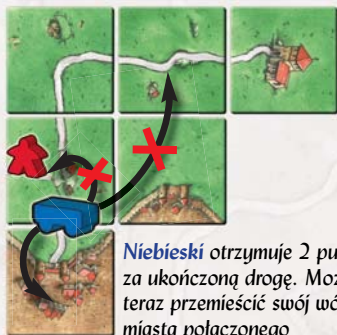 Niebieski otrzymuje 2 pu
za ukończoną drogę. Moż
teraz przemieścić swój wó
miasta połączonego